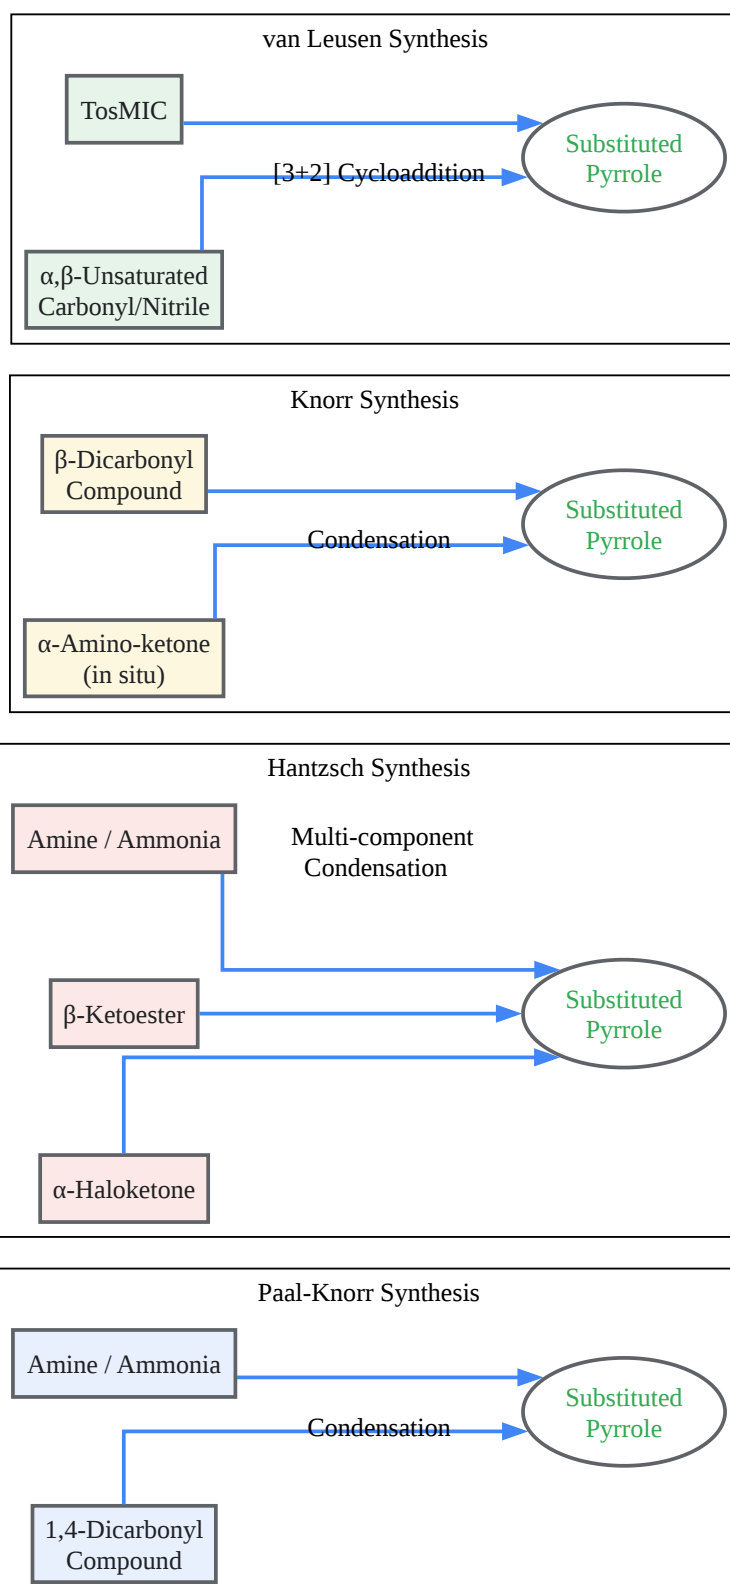 van Leusen Synthesis
TosMIC
Substituted
Pyrrole
[3+2] Cycloaddition
α,β-Unsaturated
Carbonyl/Nitrile
Knorr Synthesis
β-Dicarbonyl
Compound
Substituted
Pyrrole
Condensation
α-Amino-ketone
(in situ)
Hantzsch Synthesis
Amine / Ammonia
Multi-component
Condensation
β-Ketoester
Substituted
Pyrrole
α-Haloketone
Paal-Knorr Synthesis
Amine / Ammonia
Substituted
Pyrrole
Condensation
1,4-Dicarbonyl
Compound